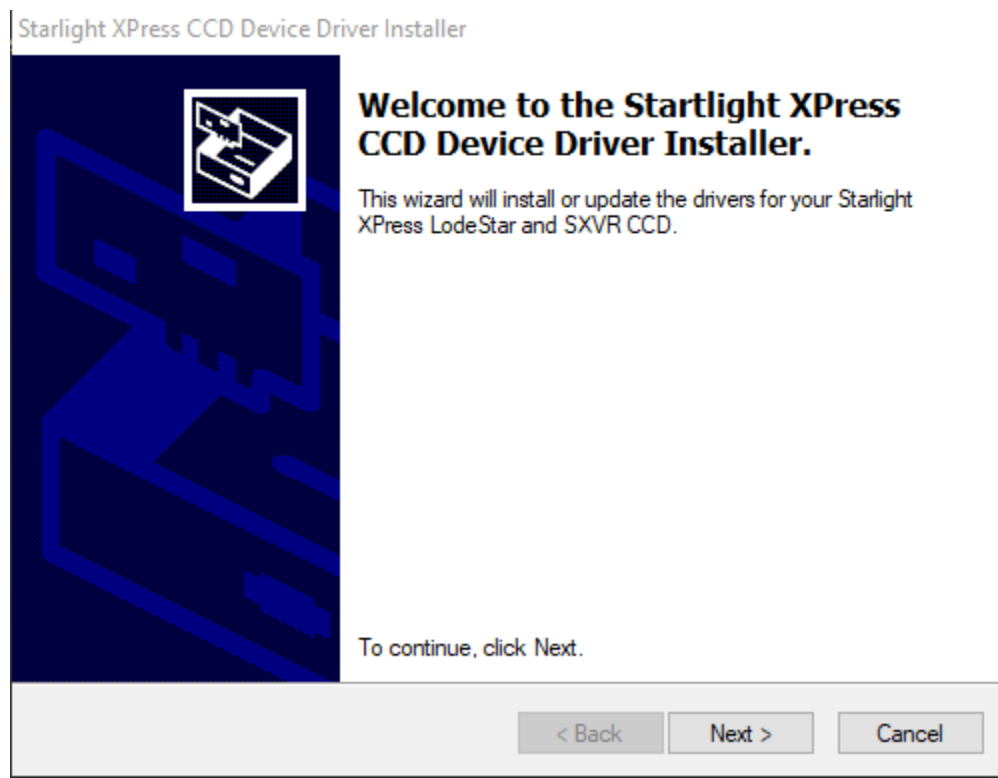 Starlight XPress CCD Device Driver Installer
Welcome to the Startlight XPress
CCD Device Driver Installer.
This wizard will install or update the drivers for your Starlight
XPress LodeStar and SXVR CCD.
To continue, click Next.
< Back
Next >
Cancel